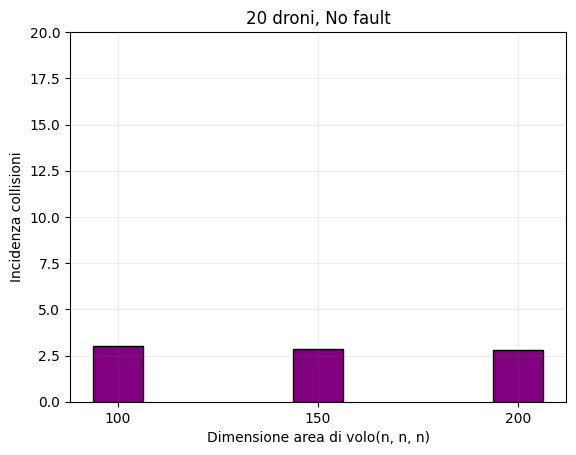 20 droni, No fault
20.0
17.5
15.0
12.5
10.0
7.5
5.0
2.5
0.0
Incidenza collisioni
100 150 200
Dimensione area di volo(n, n, n)